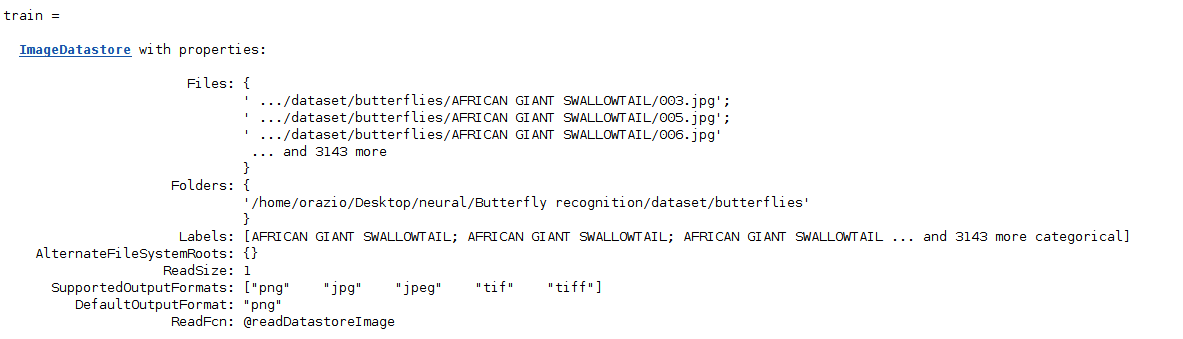 train =
ImageDatastore with properties:
Files: {
' .../dataset/butterflies/AFRICAN GIANT SWALLOWTAIL/003.jpg';
' .../dataset/butterflies/AFRICAN GIANT SWALLOWTAIL/005.jpg';
' .../dataset/butterflies/AFRICAN GIANT SWALLOWTAIL/006.jpg'
... and 3143 more
}
Folders: {
'/home/orazio/Desktop/neural/Butterfly recognition/dataset/butterflies'
}
Labels: [AFRICAN GIANT SWALLOWTAIL; AFRICAN GIANT SWALLOWTAIL; AFRICAN GIANT SWALLOWTAIL ... and 3143 more categorical]
AlternateFileSystemRoots: {}
ReadSize: 1
SupportedOutputFormats: ["png" "jpg" "jpeg" "tif" "tiff"]
DefaultOutputFormat: "png"
ReadFcn: @readDatastoreImage